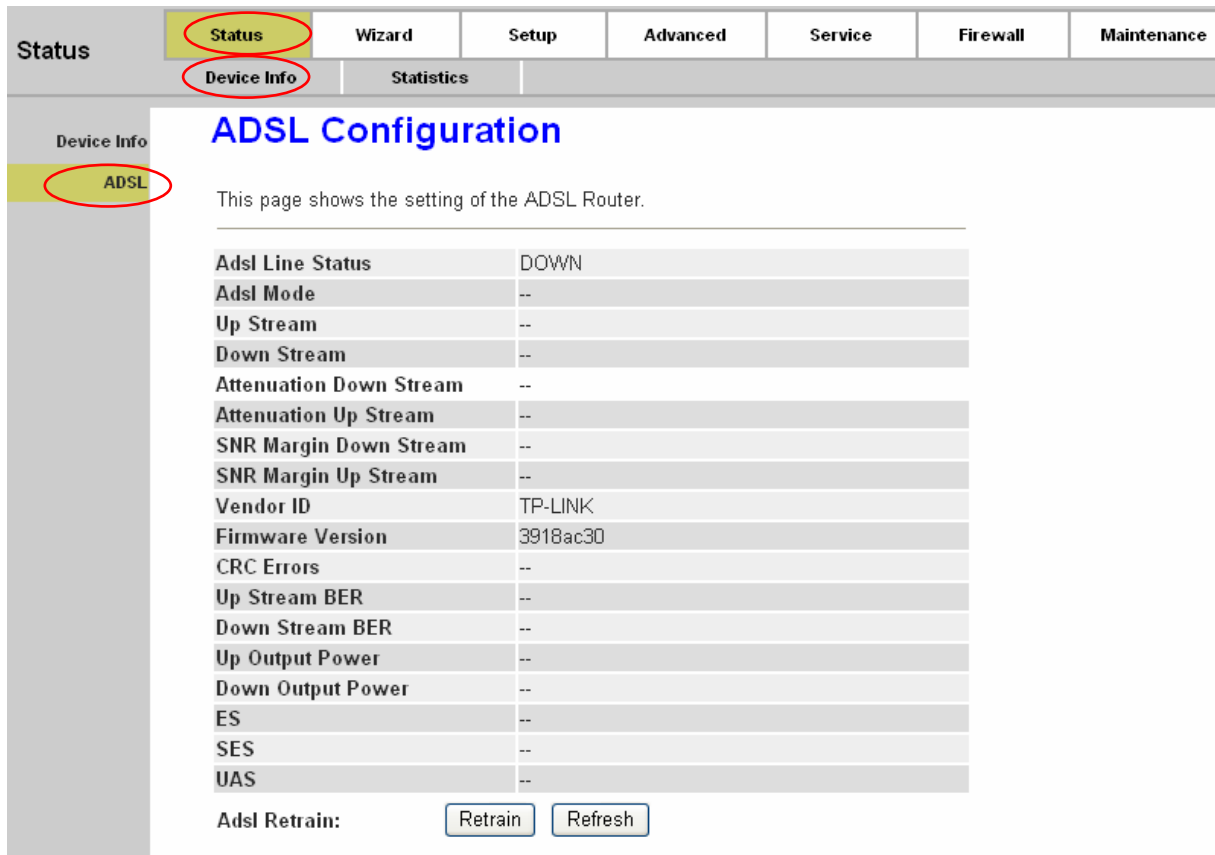 Status
Status Wizard Setup Advanced Service Firewall Maintenance
Device Info Statistics
Device Info
ADSL
ADSL Configuration
This page shows the setting of the ADSL Router.
Adsl Line Status DOWN
Adsl Mode --
Up Stream --
Down Stream --
Attenuation Down Stream --
Attenuation Up Stream --
SNR Margin Down Stream --
SNR Margin Up Stream --
Vendor ID TP-LINK
Firmware Version 3918ac30
CRC Errors --
Up Stream BER --
Down Stream BER --
Up Output Power --
Down Output Power --
ES --
SES --
UAS --
Adsl Retrain: Retrain Refresh